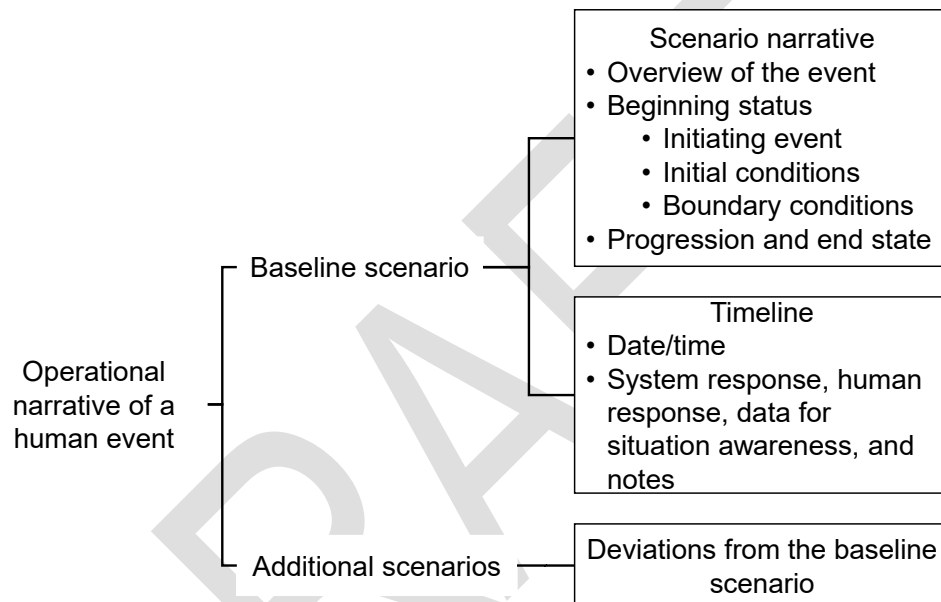 Scenario narrative
• Overview of the event
• Beginning status
• Initiating event
• Initial conditions
• Boundary conditions
• Progression and end state
Baseline scenario
Timeline
• Date/time
• System response, human
response, data for
situation awareness, and
notes
Operational
narrative of a
human event
Additional scenarios
Deviations from the baseline
scenario